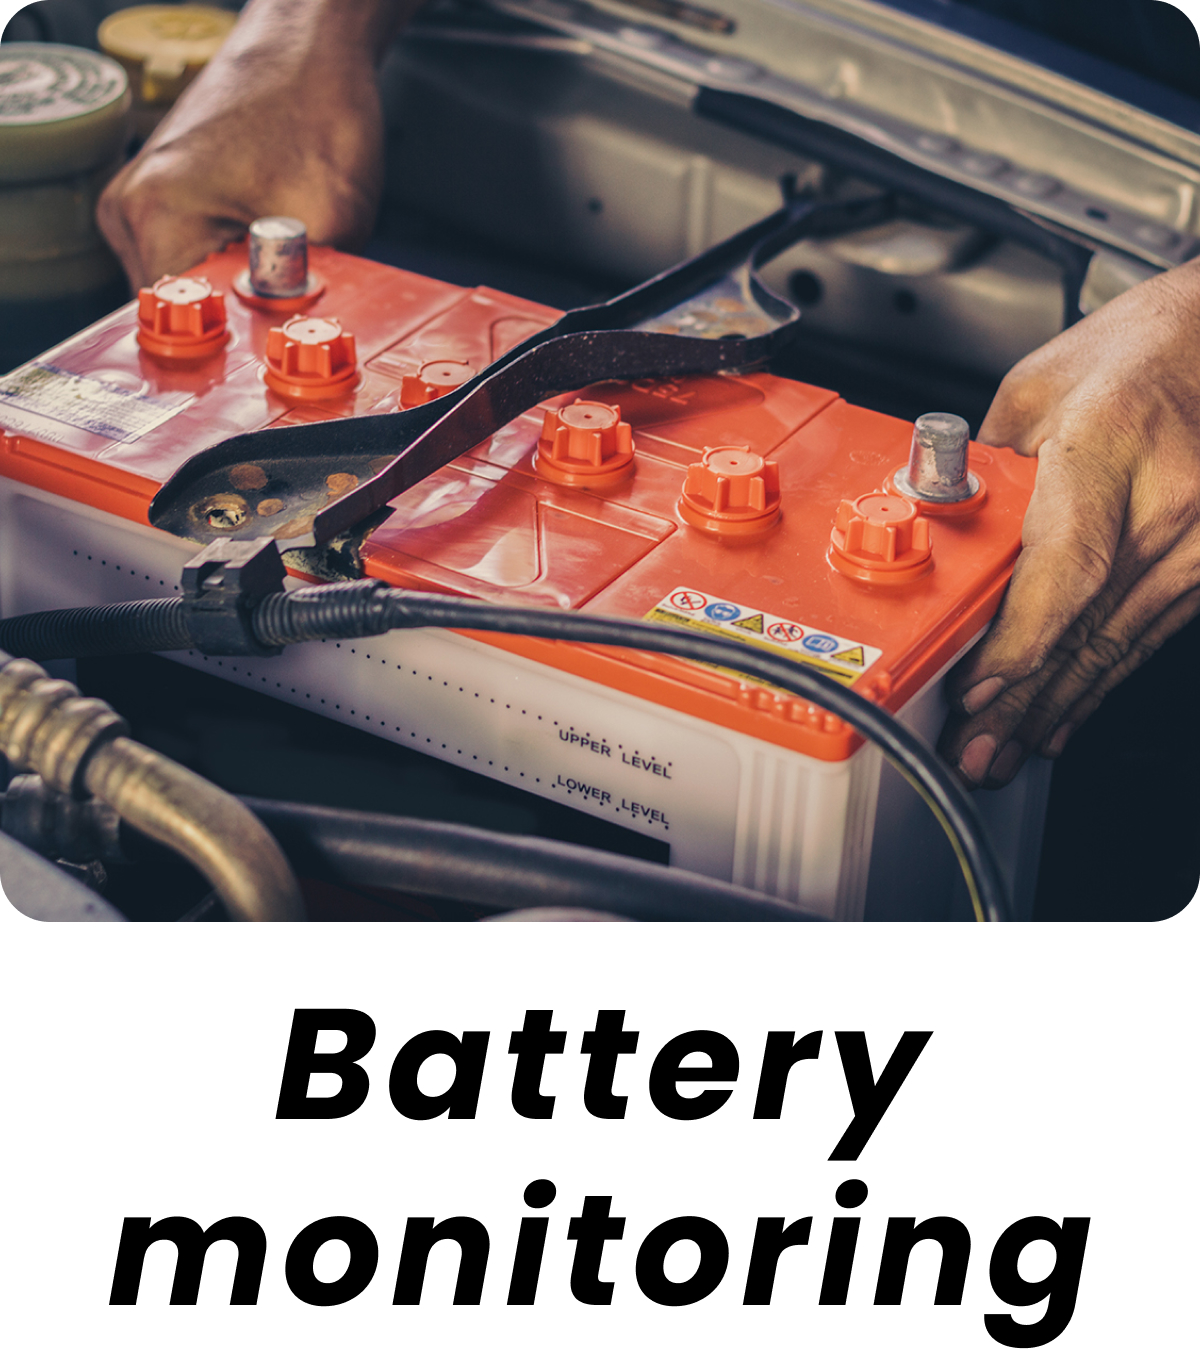 UPPER LEVEL
LOWER LEVEL
Battery
monitoring